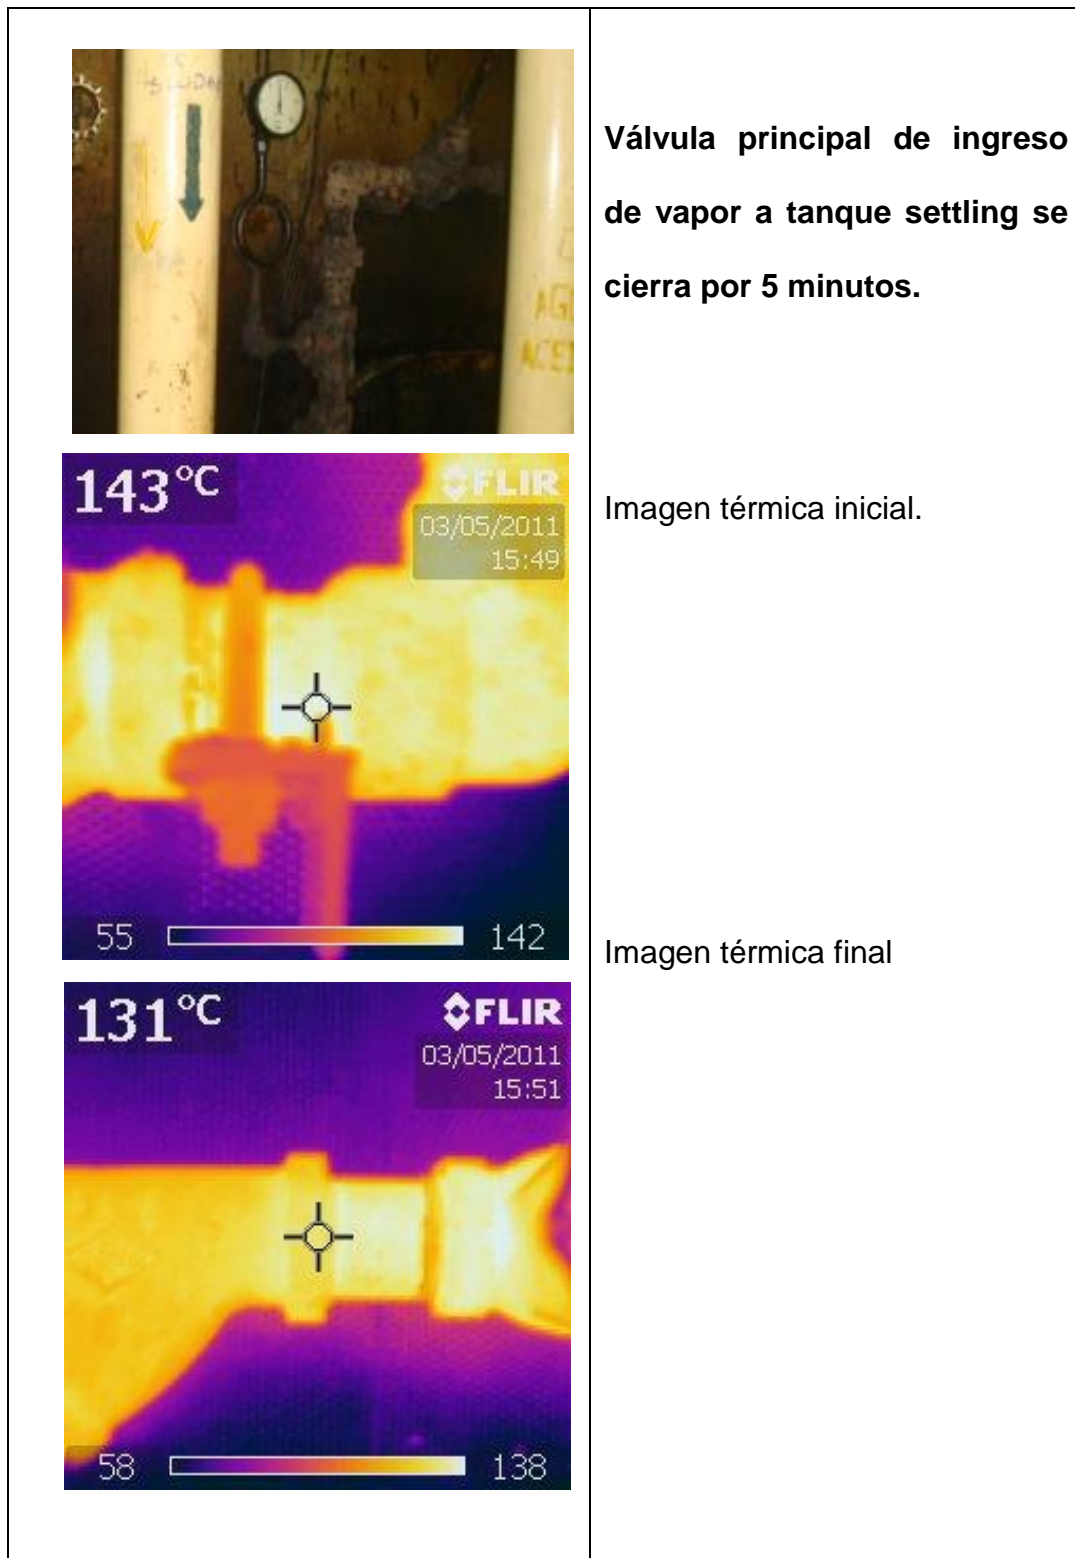 Válvula principal de ingreso
de vapor a tanque settling se
cierra por 5 minutos.
143°C
FLIR
03/05/2011
15:49
55
142
Imagen térmica inicial.
Imagen térmica final
131°C
FLIR
03/05/2011
15:51
58
138